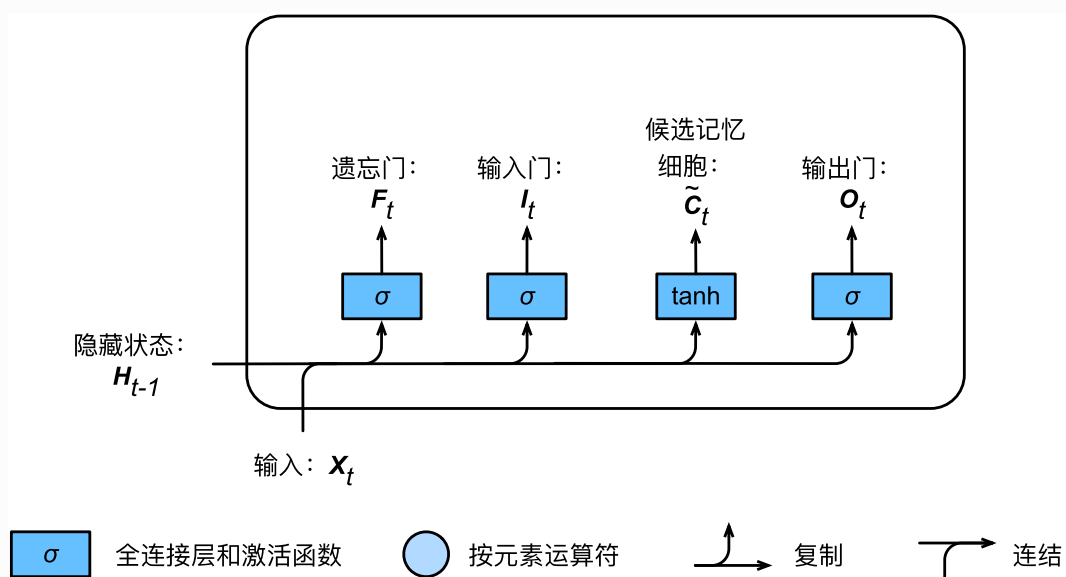 候选记忆
遗忘门： 输入门： 细胞： 输出门：
F_t I_t C̃_t O_t
σ σ tanh σ
隐藏状态：
H_{t-1}
输入： X_t
σ 全连接层和激活函数 按元素运算符 复制 连结